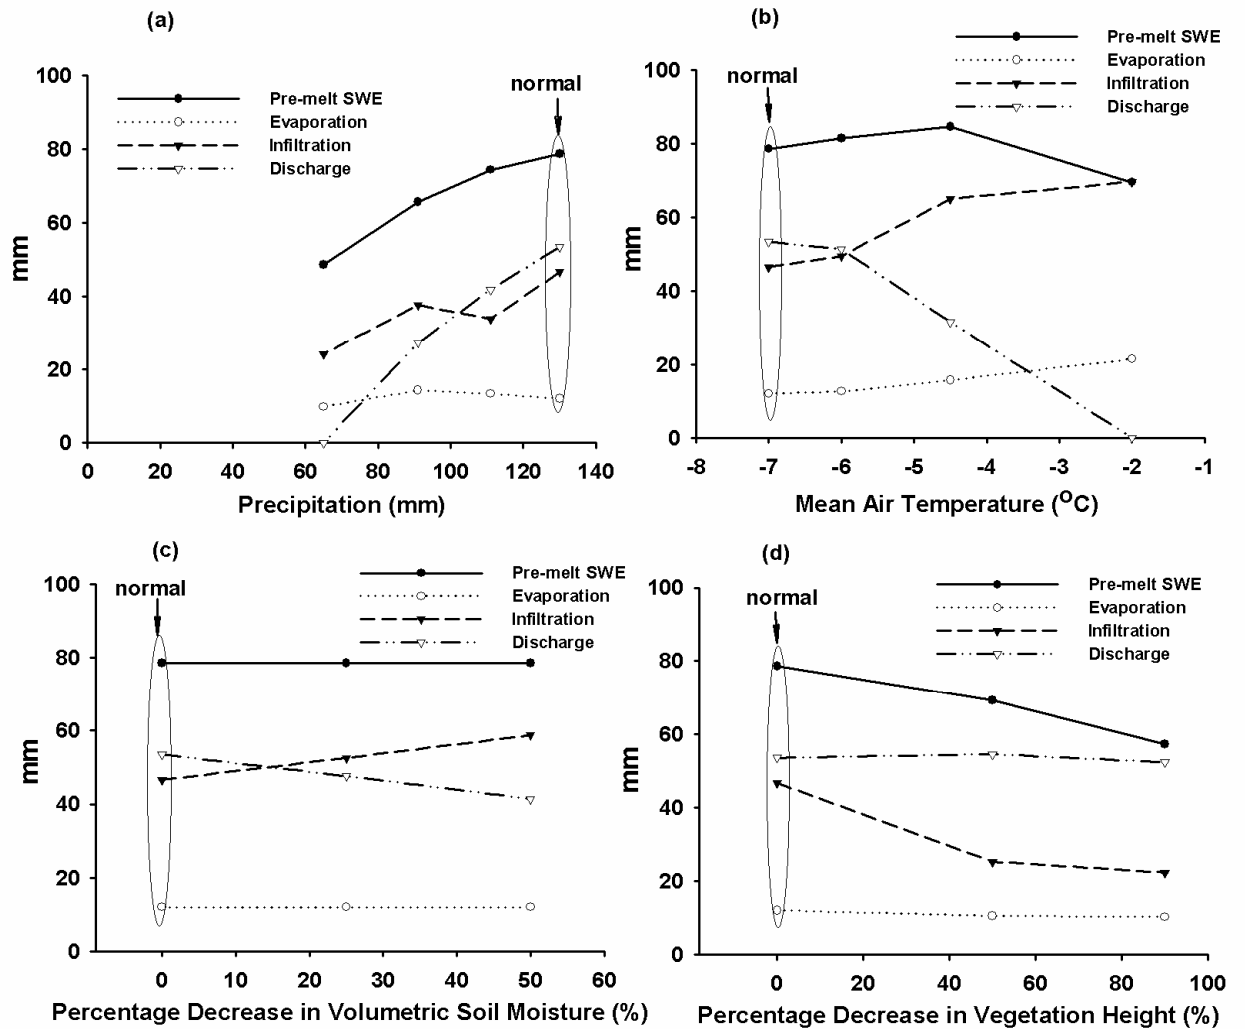 (a)
Pre-melt SWE
Evaporation
Infiltration
Discharge
normal
100
80
60
40
20
0
mm
0 20 40 60 80 100 120 140
Precipitation (mm)
(b)
Pre-melt SWE
Evaporation
Infiltration
Discharge
normal
100
80
60
40
20
0
mm
-8 -7 -6 -5 -4 -3 -2 -1
Mean Air Temperature (OC)
(c)
Pre-melt SWE
Evaporation
Infiltration
Discharge
normal
100
80
60
40
20
0
mm
0 10 20 30 40 50 60
Percentage Decrease in Volumetric Soil Moisture (%)
(d)
Pre-melt SWE
Evaporation
Infiltration
Discharge
normal
100
80
60
40
20
0
mm
0 20 40 60 80 100
Percentage Decrease in Vegetation Height (%)